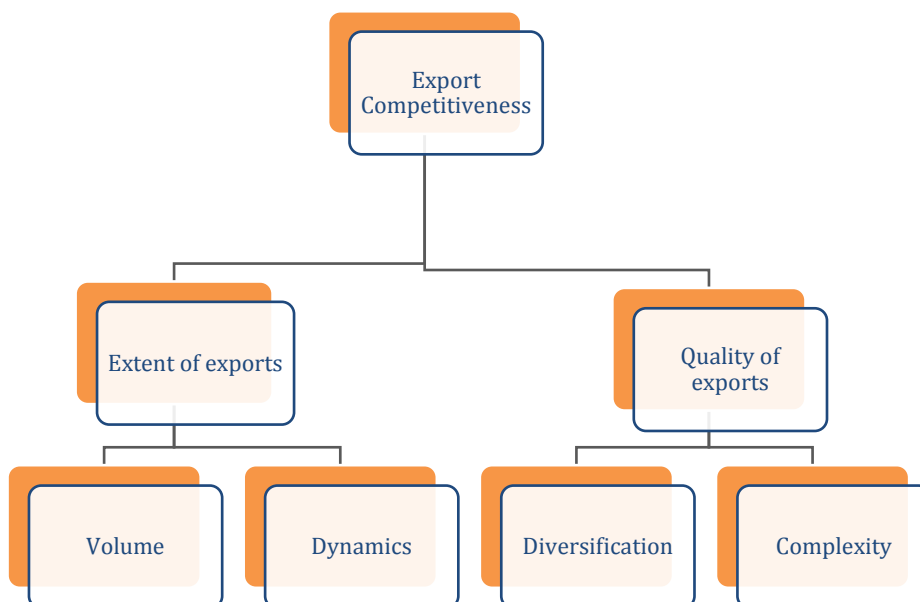 Export
Competitiveness
Extent of exports
Quality of
exports
Volume
Dynamics
Diversification
Complexity